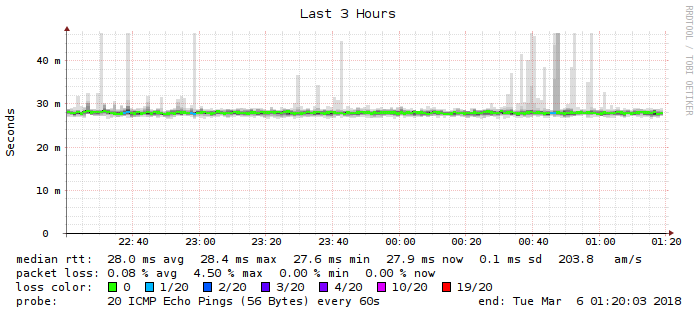 Last 3 Hours
RRDTOOL / TOBI OETIKER
Seconds
40 m
30 m
20 m
10 m
0
22:40 23:00 23:20 23:40 00:00 00:20 00:40 01:00 01:20
median rtt: 28.0 ms avg 28.4 ms max 27.6 ms min 27.9 ms now 0.1 ms sd 203.8 am/s
packet loss: 0.08 % avg 4.50 % max 0.00 % min 0.00 % now
loss color: 0 1/20 2/20 3/20 4/20 10/20 19/20
probe: 20 ICMP Echo Pings (56 Bytes) every 60s end: Tue Mar 6 01:20:03 2018